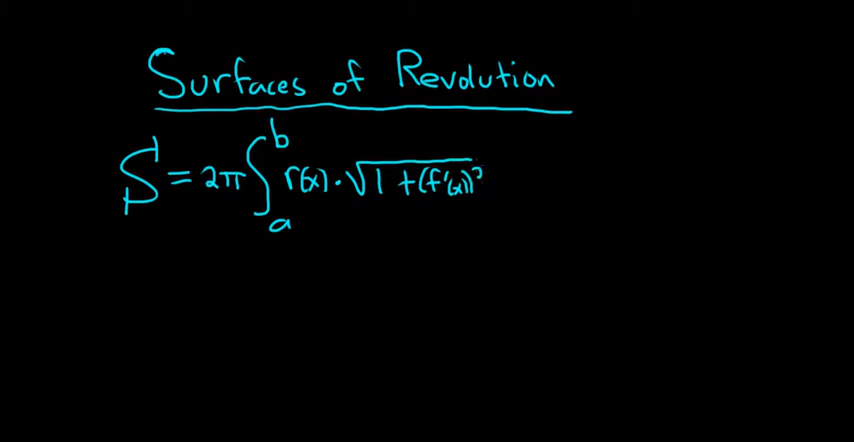 Surfaces of Revolution
S = 2π ∫_a^b r(x) · √(1 + (f'(x))²)